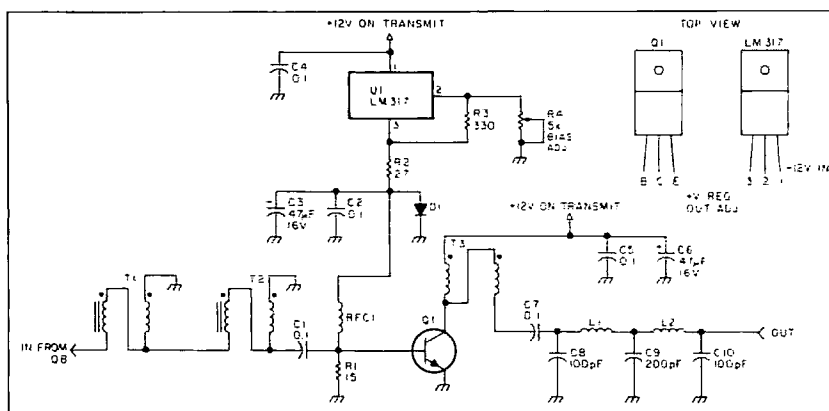 +12V ON TRANSMIT
TOP VIEW
Q1
LM317
C4
0.1
1
U1
LM317
2
3
R3
330
R4
5k
BIAS
ADJ
R2
27
B C E
3 2 1
-12V IN
+V REG
OUT ADJ
C3
47µF
16V
C2
0.1
D1
+12V ON TRANSMIT
T3
C5
0.1
C6
47µF
16V
T1
T2
RFC1
Q1
C7
0.1
L1
L2
OUT
C1
0.1
IN FROM
Q8
R1
15
C8
100pF
C9
200pF
C10
100pF